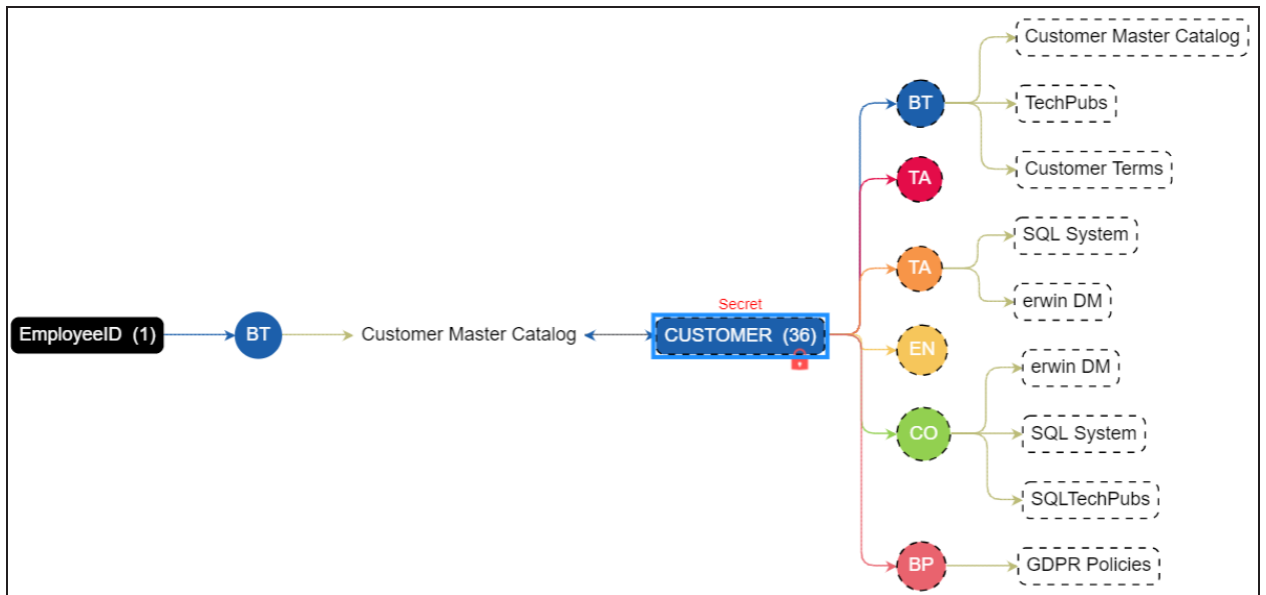 Customer Master Catalog
BT
TechPubs
Customer Terms
TA
SQL System
TA
erwin DM
Secret
EmployeeID (1)
BT
Customer Master Catalog
CUSTOMER (36)
EN
erwin DM
CO
SQL System
SQLTechPubs
BP
GDPR Policies